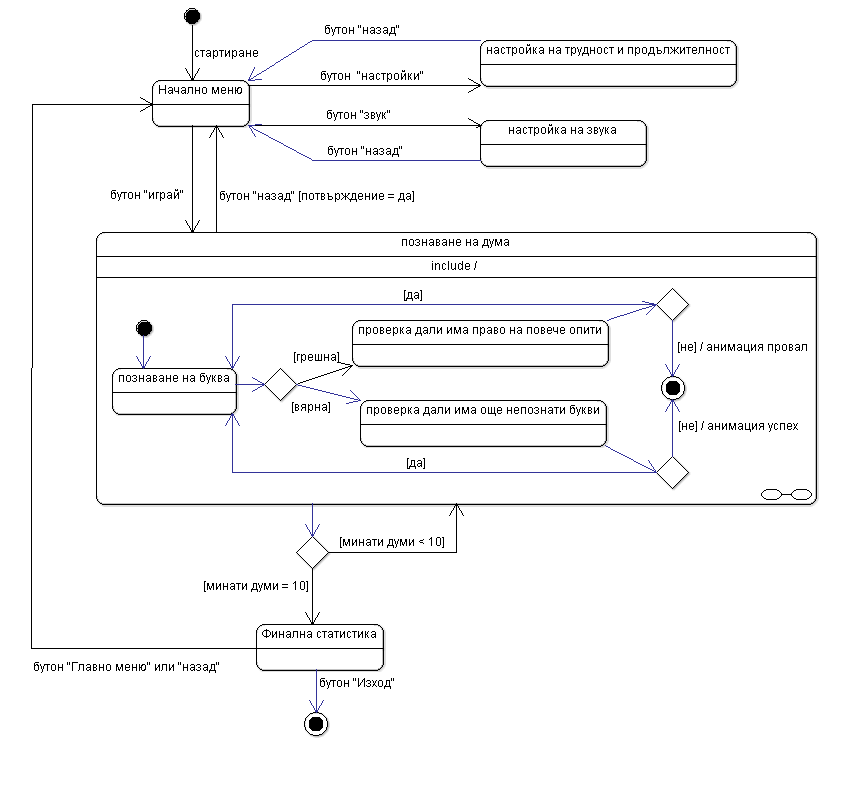 бутон "назад"
стартиране
настройка на трудност и продължителност
бутон "настройки"
Начално меню
бутон "звук"
настройка на звука
бутон "назад"
бутон "играй"
бутон "назад" [потвърждение = да]
познаване на дума
include /
[да]
проверка дали има право на повече опити
[не] / анимация провал
[грешна]
познаване на буква
[вярна]
проверка дали има още непознати букви
[не] / анимация успех
[да]
[минати думи < 10]
[минати думи = 10]
Финална статистика
бутон "Главно меню" или "назад"
бутон "Изход"